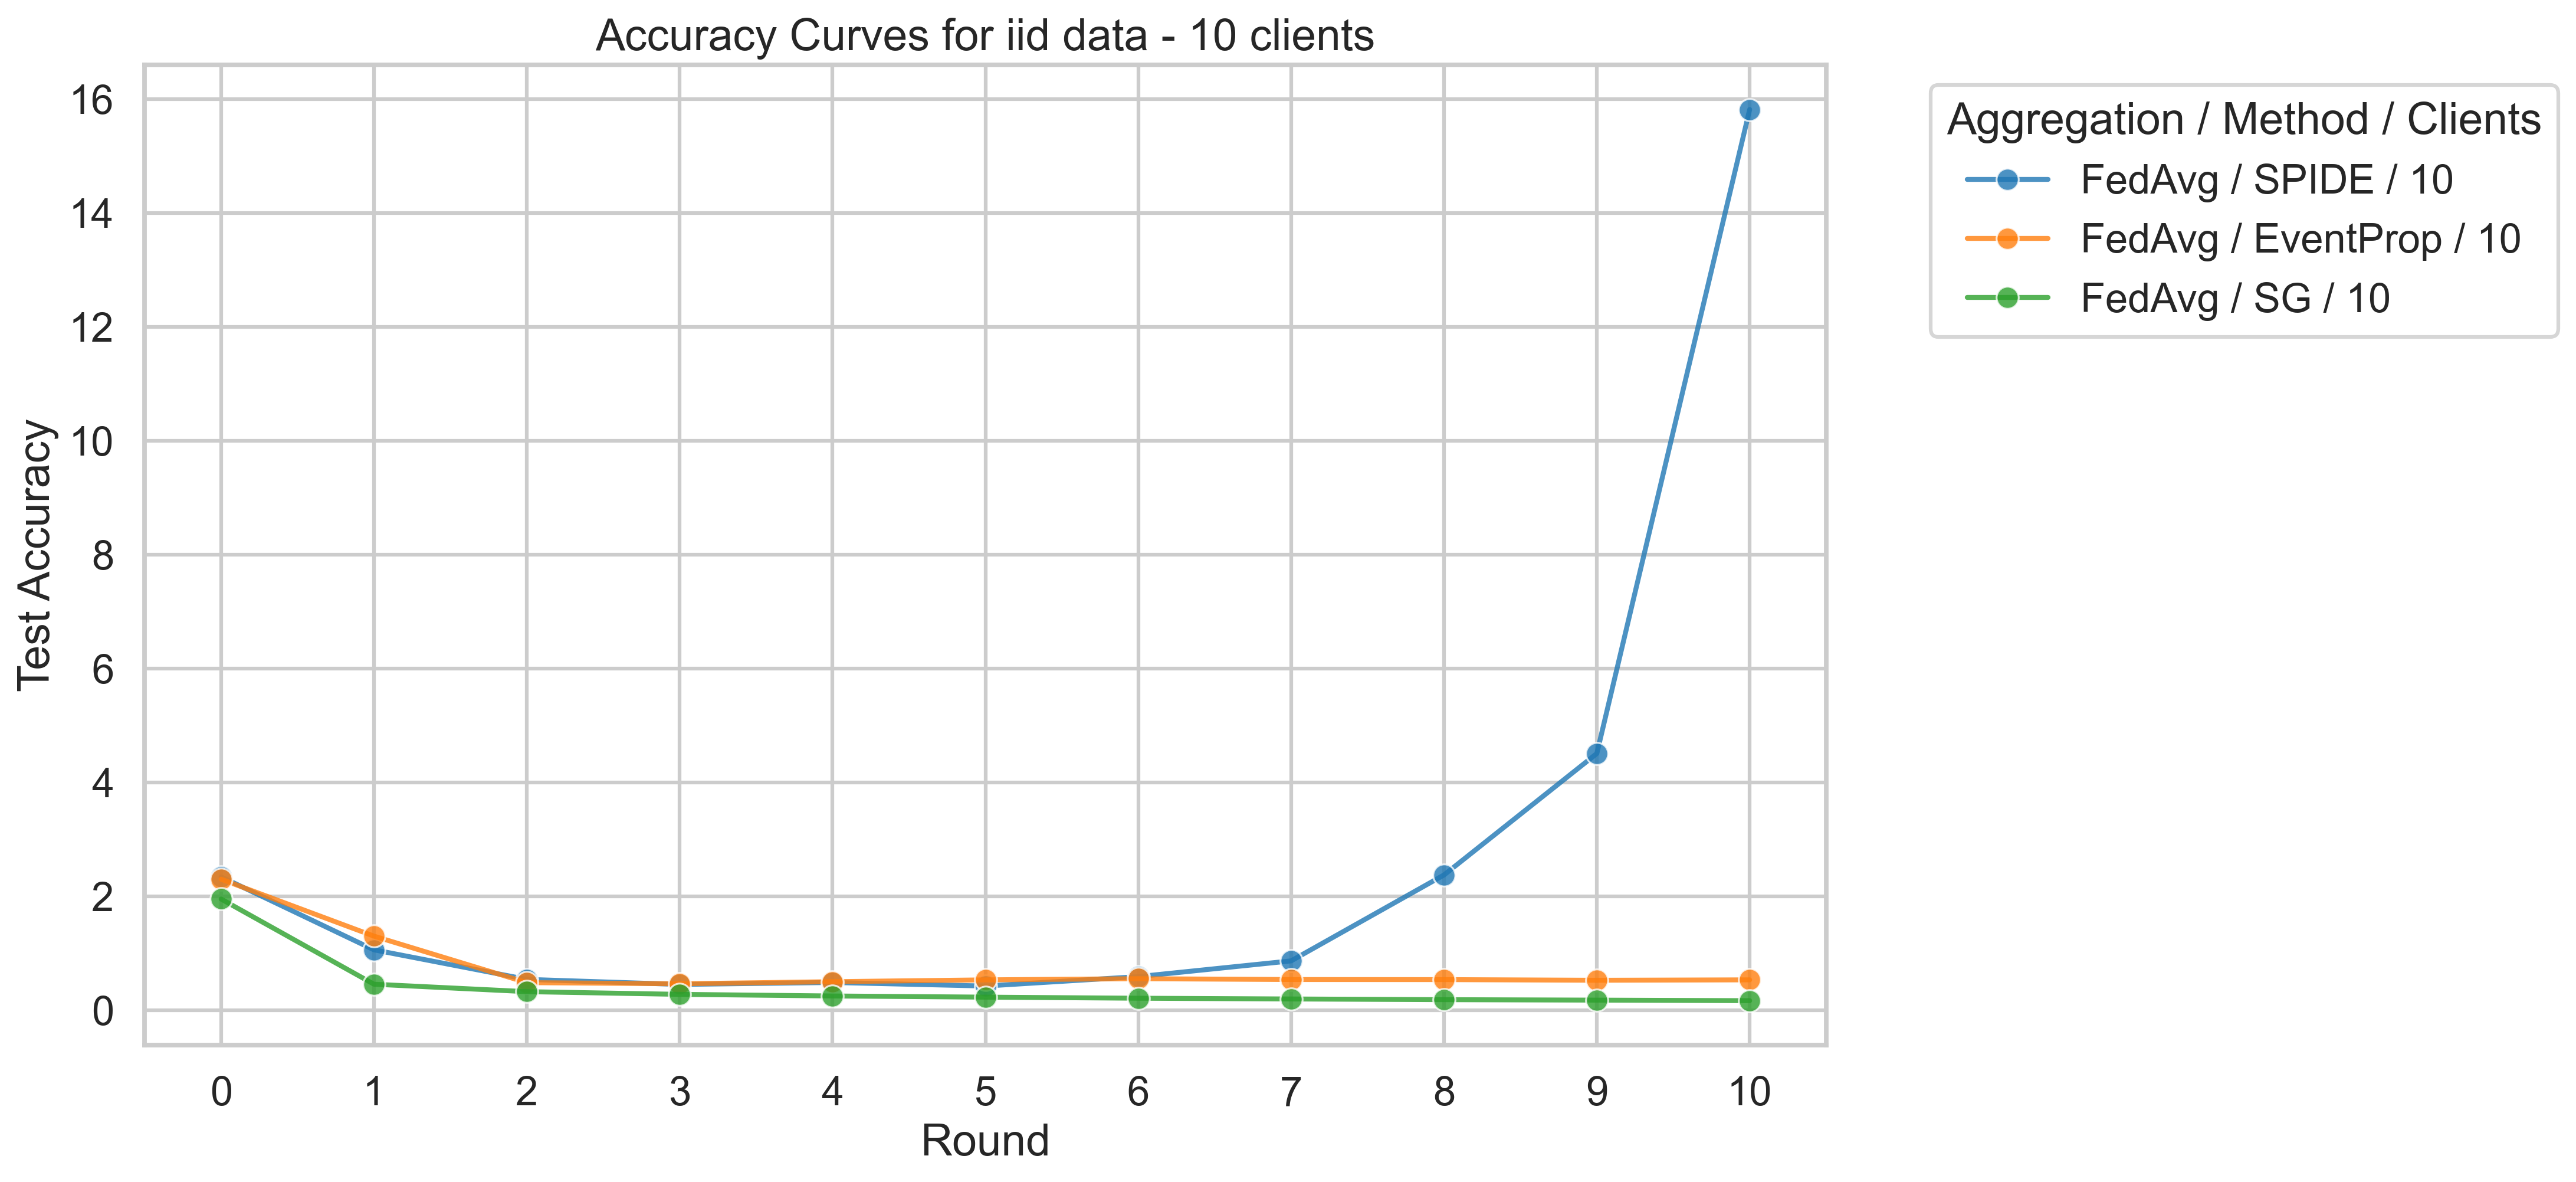 Accuracy Curves for iid data - 10 clients
16
14
12
10
8
6
4
2
0
Test Accuracy
0 1 2 3 4 5 6 7 8 9 10
Round
Aggregation / Method / Clients
FedAvg / SPIDE / 10
FedAvg / EventProp / 10
FedAvg / SG / 10